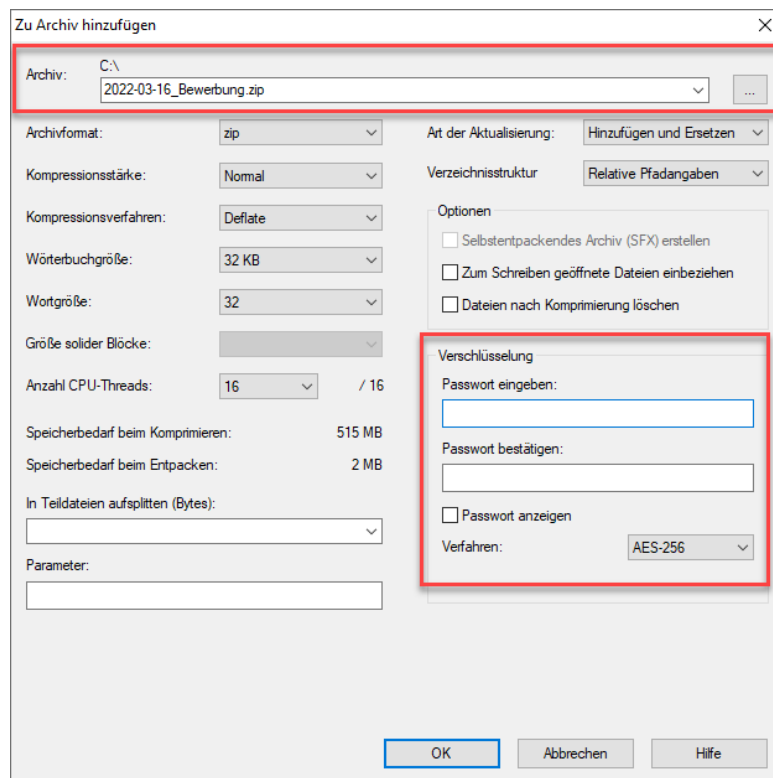 Zu Archiv hinzufügen
Archiv:
C:\
2022-03-16_Bewerbung.zip
...
Archivformat:
zip
Kompressionsstärke:
Normal
Kompressionsverfahren:
Deflate
Wörterbuchgröße:
32 KB
Wortgröße:
32
Größe solider Blöcke:
Anzahl CPU-Threads:
16
/ 16
Speicherbedarf beim Komprimieren:
515 MB
Speicherbedarf beim Entpacken:
2 MB
In Teildateien aufsplitten (Bytes):
Parameter:
Art der Aktualisierung:
Hinzufügen und Ersetzen
Verzeichnisstruktur
Relative Pfadangaben
Optionen
Selbstentpackendes Archiv (SFX) erstellen
Zum Schreiben geöffnete Dateien einbeziehen
Dateien nach Komprimierung löschen
Verschlüsselung
Passwort eingeben:
Passwort bestätigen:
Passwort anzeigen
Verfahren:
AES-256
OK
Abbrechen
Hilfe